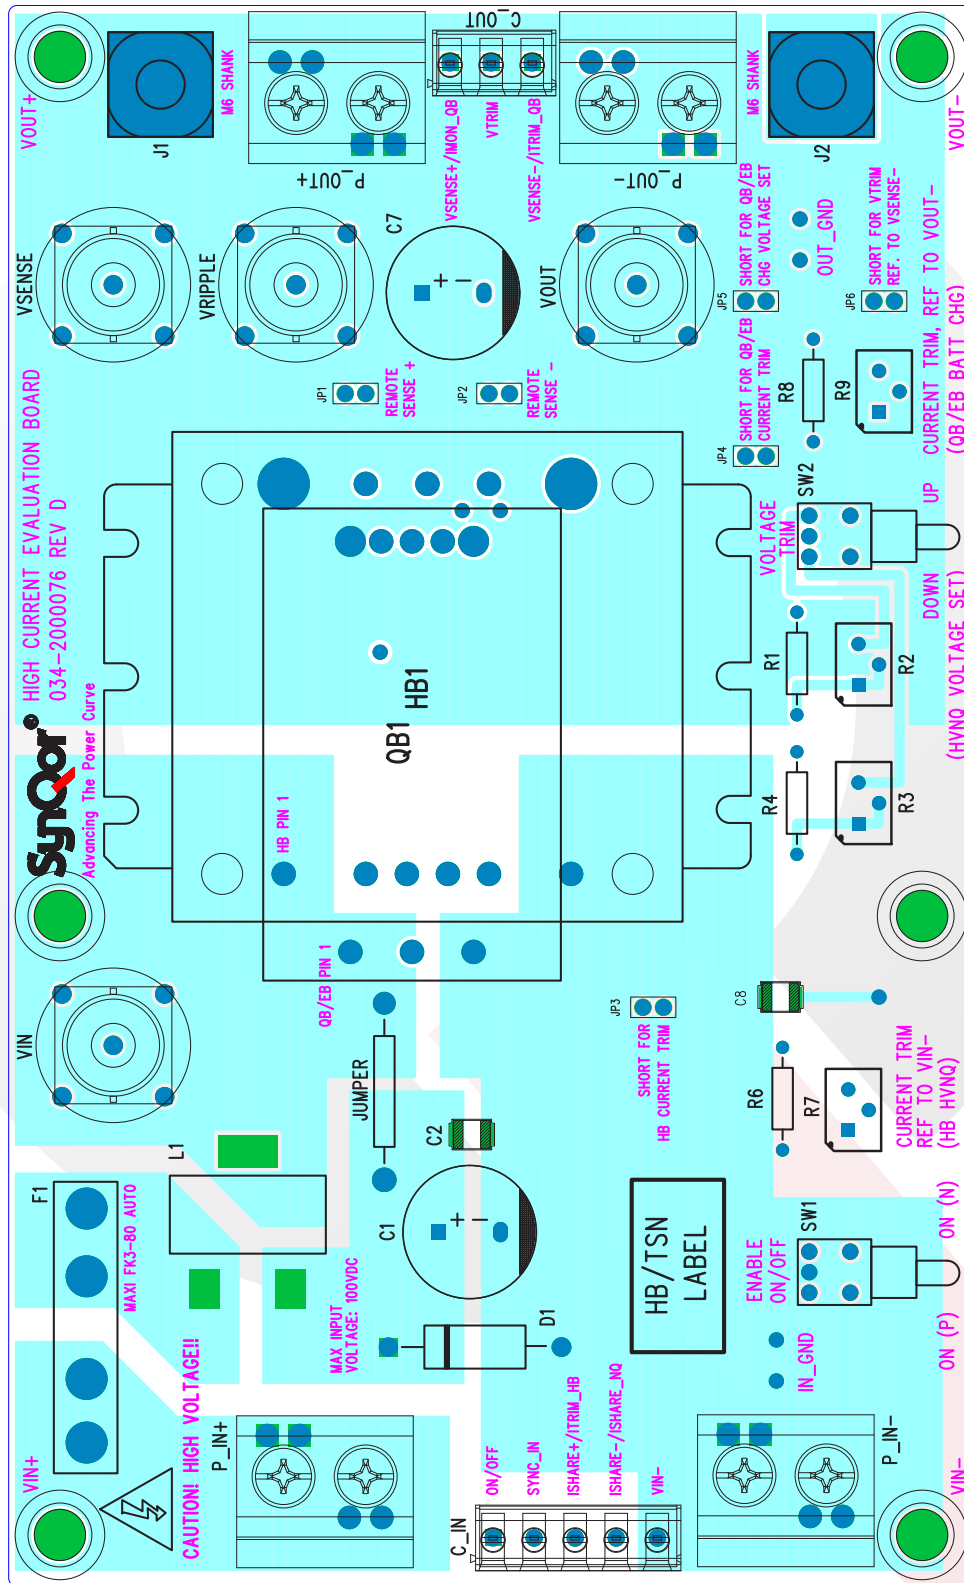 C_OUT
VOUT+
J1
M6 SHANK
P_OUT+
VSENSE+/IMON_QB
VTRIM
VSENSE-/ITRIM_QB
P_OUT-
M6 SHANK
J2
VOUT-
VSENSE
VRIPPLE
C7
+ -
VOUT
JP5
SHORT FOR QB/EB
CHG VOLTAGE SET
OUT_GND
JP6
SHORT FOR VTRIM
REF. TO VSENSE-
JP1
REMOTE
SENSE +
JP2
REMOTE
SENSE -
JP4
SHORT FOR QB/EB
CURRENT TRIM
R8
R9
CURRENT TRIM, REF TO VOUT-
(QB/EB BATT CHG)
HIGH CURRENT EVALUATION BOARD
034-2000076 REV D
SynQor®
Advancing The Power Curve
SW2
VOLTAGE
TRIM
UP
DOWN
(HVNQ VOLTAGE SET)
QB1
HB1
R1
R2
R4
R3
HB PIN 1
QB/EB PIN 1
VIN
JUMPER
JP3
SHORT FOR
HB CURRENT TRIM
C8
R6
R7
CURRENT TRIM
REF TO VIN-
(HB HVNQ)
L1
C2
F1
MAXI FK3-80 AUTO
C1
+ -
HB/TSN
LABEL
ENABLE
ON/OFF
SW1
ON (N)
ON (P)
MAX INPUT
VOLTAGE: 100VDC
D1
IN_GND
CAUTION! HIGH VOLTAGE!!
VIN+
P_IN+
ON/OFF
SYNC_IN
ISHARE+/ITRIM_HB
ISHARE-/ISHARE_NQ
VIN-
C_IN
P_IN-
VIN-